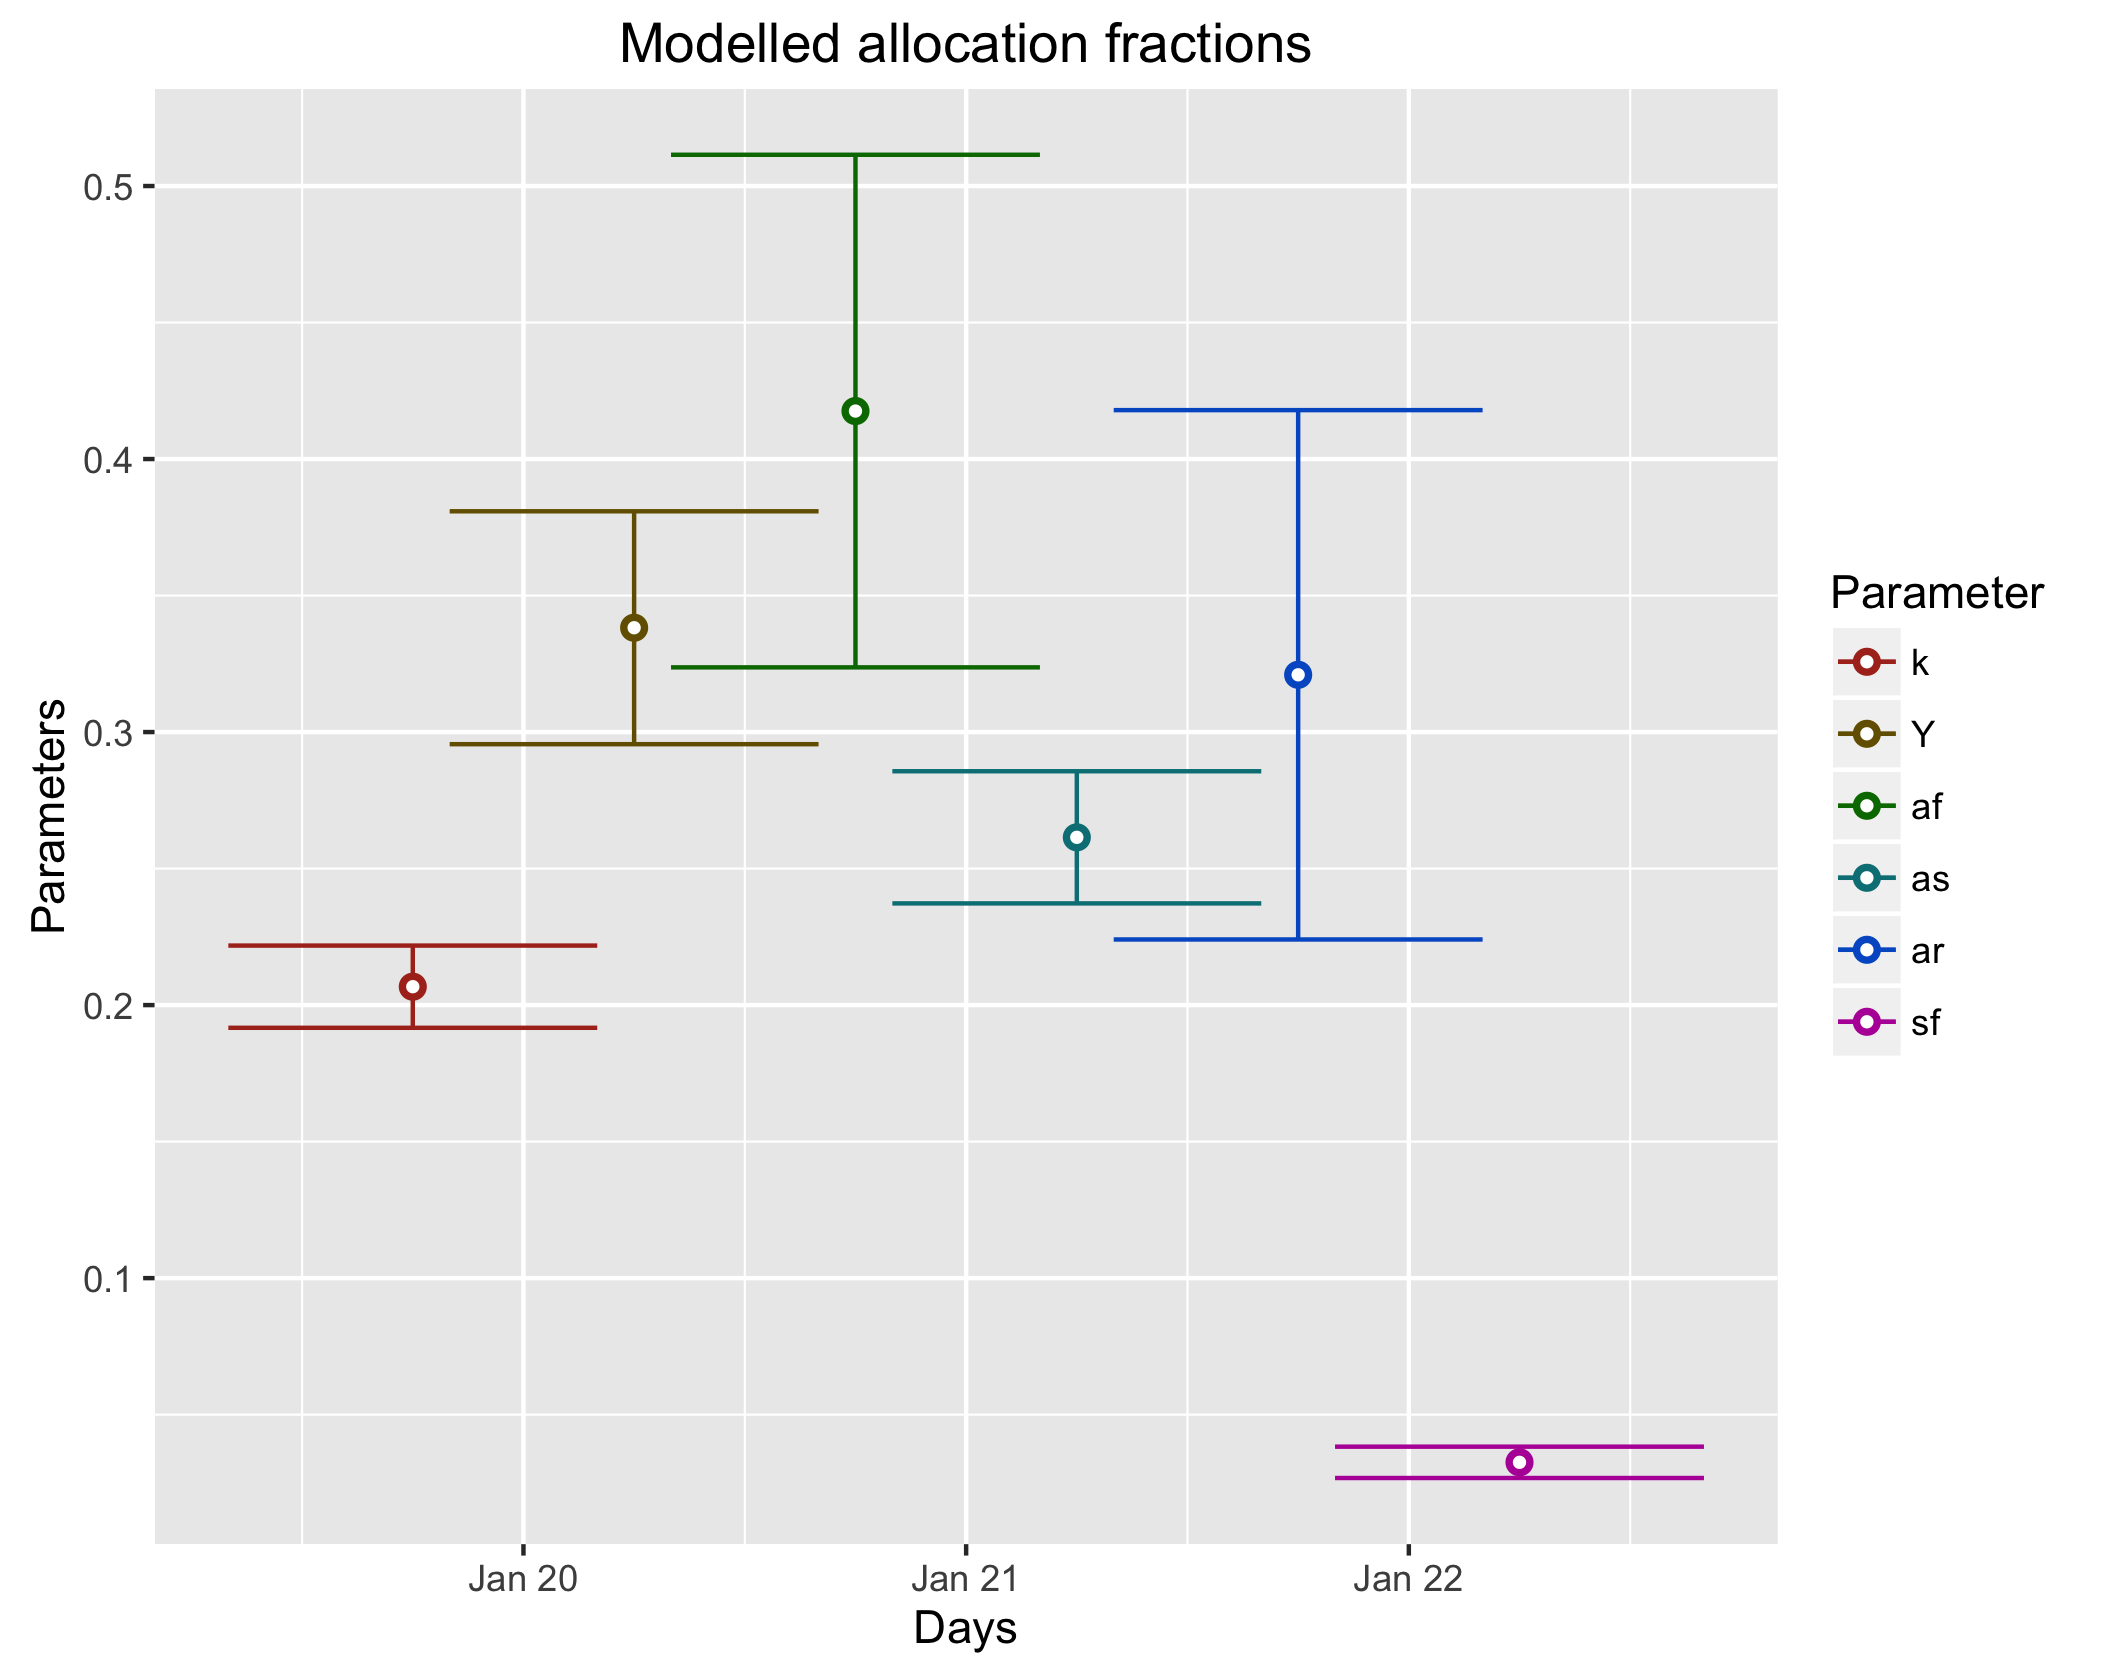 Modelled allocation fractions
Parameters
0.5
0.4
0.3
0.2
0.1
Jan 20
Jan 21
Jan 22
Days
Parameter
k
Y
af
as
ar
sf